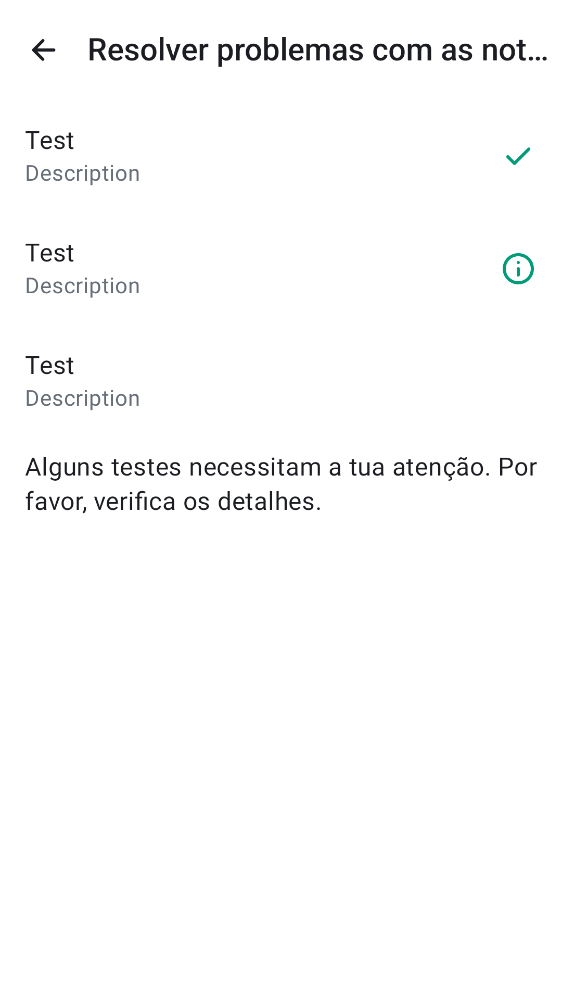 Resolver problemas com as not…
Test
Description
Test
Description
Test
Description
Alguns testes necessitam a tua atenção. Por
favor, verifica os detalhes.